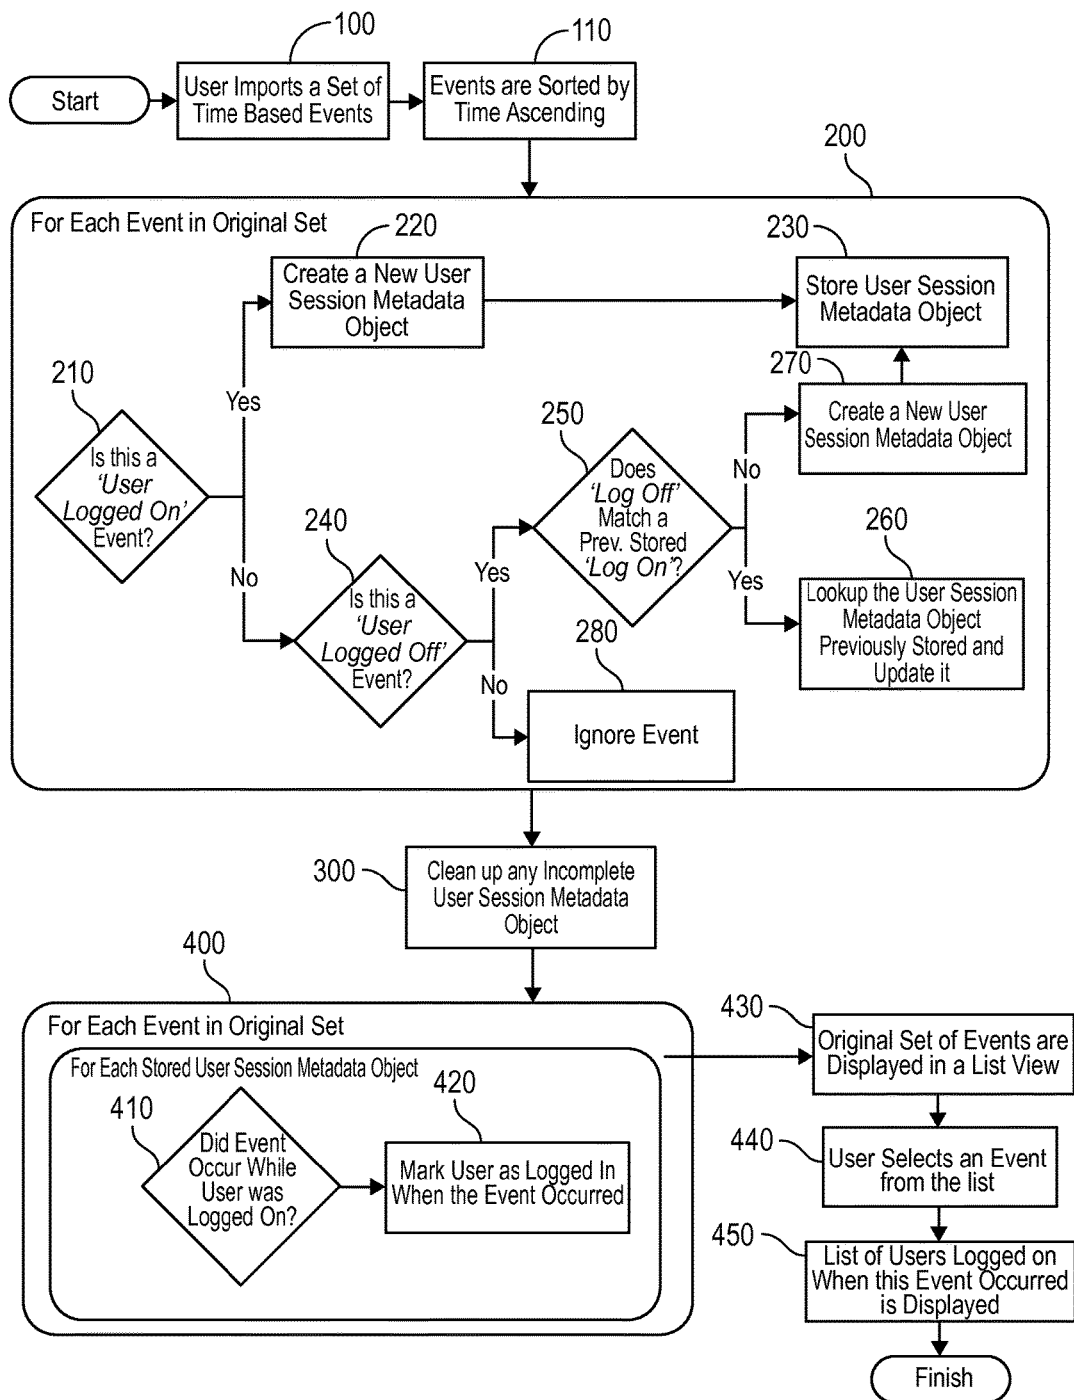 100
110
Start
User Imports a Set of
Time Based Events
Events are Sorted by
Time Ascending
200
For Each Event in Original Set
220
230
Create a New User
Session Metadata
Object
Store User Session
Metadata Object
210
Yes
270
Create a New User
Session Metadata Object
Is this a
'User
Logged On'
Event?
250
Does
'Log Off'
Match a
Prev. Stored
'Log On'?
No
240
No
Yes
Yes
260
Is this a
'User
Logged Off'
Event?
Lookup the User Session
Metadata Object
Previously Stored and
Update it
280
No
Ignore Event
300
Clean up any Incomplete
User Session Metadata
Object
400
For Each Event in Original Set
For Each Stored User Session Metadata Object
410
420
Did Event
Occur While
User was
Logged On?
Mark User as Logged In
When the Event Occurred
430
Original Set of Events are
Displayed in a List View
440
User Selects an Event
from the list
450
List of Users Logged on
When this Event Occurred
is Displayed
Finish